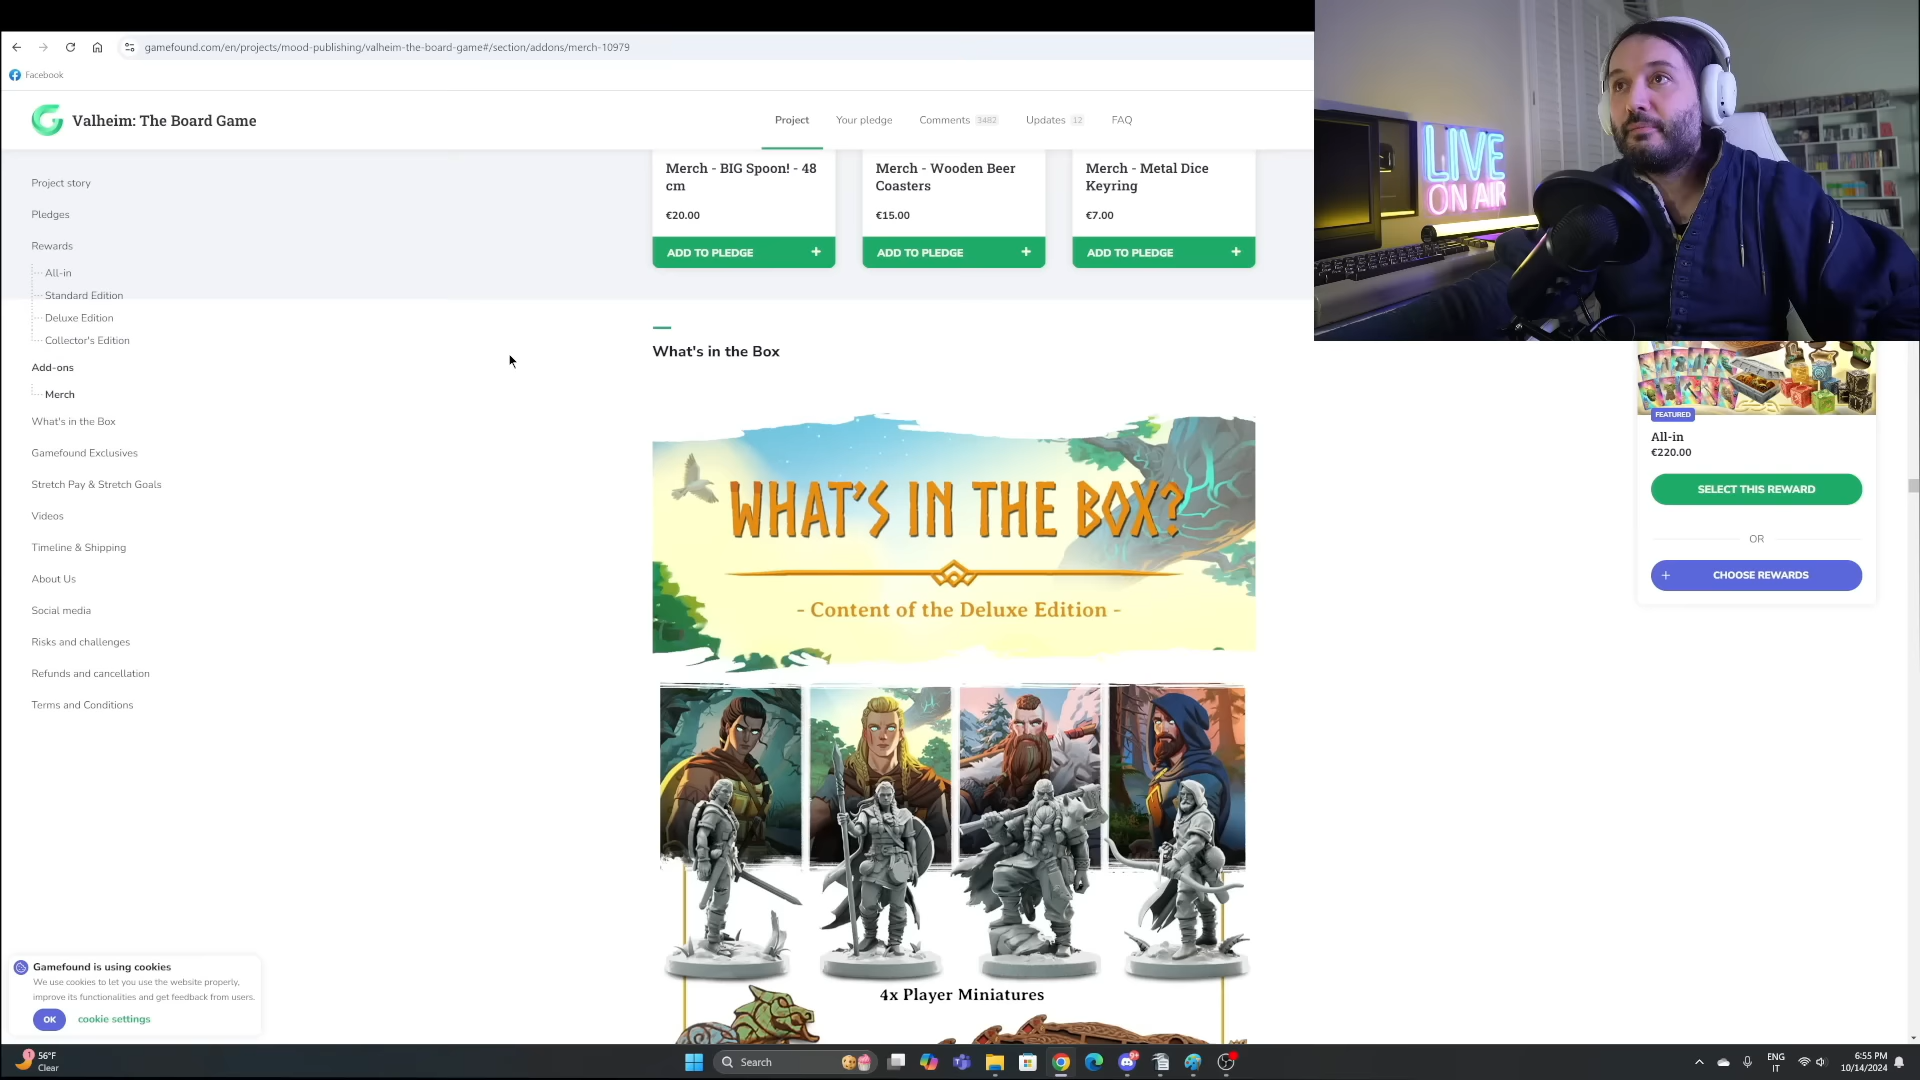 gamefound.com/en/projects/mood-publishing/valheim-the-board-game#/section/addons/merch-10979
Facebook
Valheim: The Board Game
Project
Your pledge
Comments 3482
Updates 12
FAQ
Project story
Pledges
Rewards
All-in
Standard Edition
Deluxe Edition
Collector's Edition
Add-ons
Merch
What's in the Box
Gamefound Exclusives
Stretch Pay & Stretch Goals
Videos
Timeline & Shipping
About Us
Social media
Risks and challenges
Refunds and cancellation
Terms and Conditions
Merch - BIG Spoon! - 48
cm
€20.00
ADD TO PLEDGE +
Merch - Wooden Beer
Coasters
€15.00
ADD TO PLEDGE +
Merch - Metal Dice
Keyring
€7.00
ADD TO PLEDGE +
What's in the Box
WHAT'S IN THE BOX?
- Content of the Deluxe Edition -
4x Player Miniatures
LIVE
ON AIR
FEATURED
All-in
€220.00
SELECT THIS REWARD
OR
+ CHOOSE REWARDS
Gamefound is using cookies
We use cookies to let you use the website properly,
improve its functionalities and get feedback from users.
OK
cookie settings
56°F
Clear
Search
ENG
IT
6:55 PM
10/14/2024